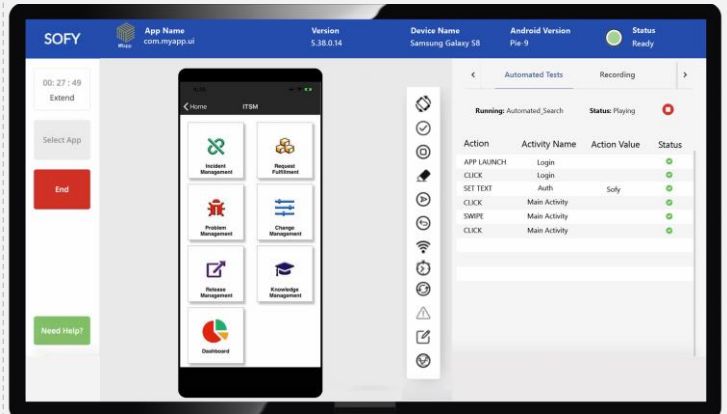 SOFY
MYapp
App Name
com.myapp.ui
Version
5.38.0.14
Device Name
Samsung Galaxy S8
Android Version
Pie-9
Status
Ready
00: 27 : 49
Extend
Select App
End
Need Help?
Home
ITSM
Incident
Management
Request
Fulfillment
Problem
Management
Change
Management
Release
Management
Knowledge
Management
Dashboard
Automated Tests
Recording
Running: Automated_Search
Status: Playing
Action Activity Name Action Value Status
APP LAUNCH Login
CLICK Login
SET TEXT Auth Sofy
CLICK Main Activity
SWIPE Main Activity
CLICK Main Activity